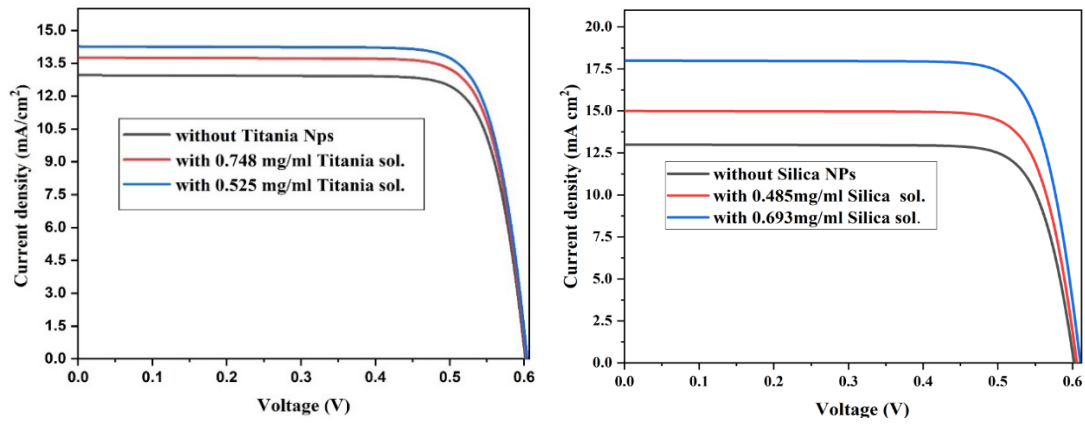 15.0
13.5
12.0
10.5
9.0
7.5
6.0
4.5
3.0
1.5
0.0
Current density (mA/cm²)
without Titania Nps
with 0.748 mg/ml Titania sol.
with 0.525 mg/ml Titania sol.
0.0 0.1 0.2 0.3 0.4 0.5 0.6
Voltage (V)
20.0
17.5
15.0
12.5
10.0
7.5
5.0
2.5
0.0
Current density (mA cm²)
without Silica NPs
with 0.485mg/ml Silica sol.
with 0.693mg/ml Silica sol.
0.0 0.1 0.2 0.3 0.4 0.5 0.6
Voltage (V)